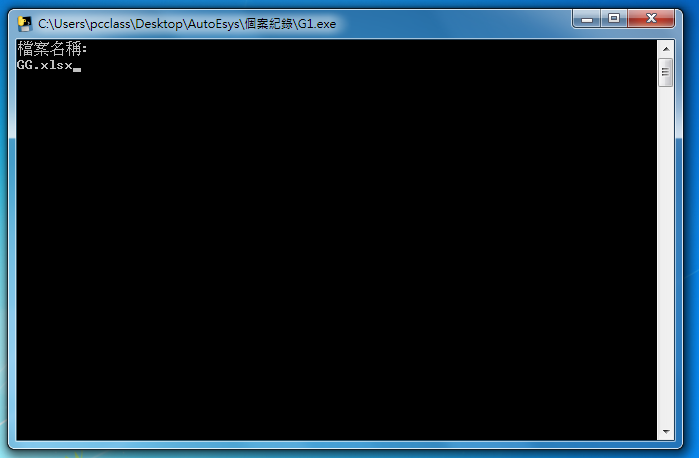 C:\Users\pcclass\Desktop\AutoEsys\個案紀錄\G1.exe
檔案名稱:
GG.xlsx